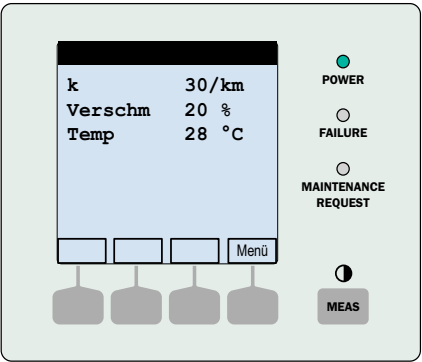 k 30/km
Verschm 20 %
Temp 28 °C
Menü
POWER
FAILURE
MAINTENANCE
REQUEST
MEAS